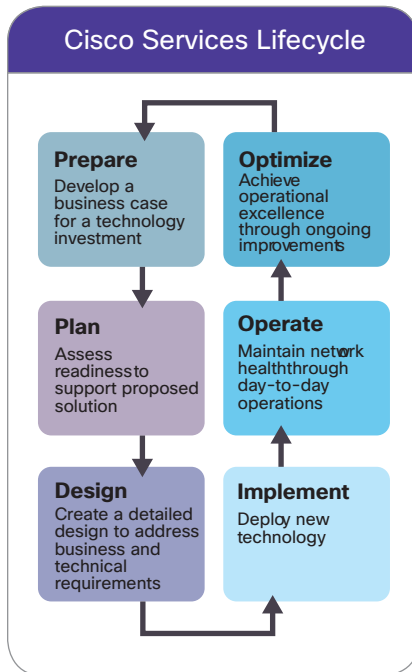 Cisco Services Lifecycle
Prepare
Develop a
business case
for a technology
investment
Plan
Assess
readiness to
support proposed
solution
Design
Create a detailed
design to address
business and
technical
requirements
Implement
Deploy new
technology
Operate
Maintain network
health through
day-to-day
operations
Optimize
Achieve
operational
excellence
through ongoing
improvements